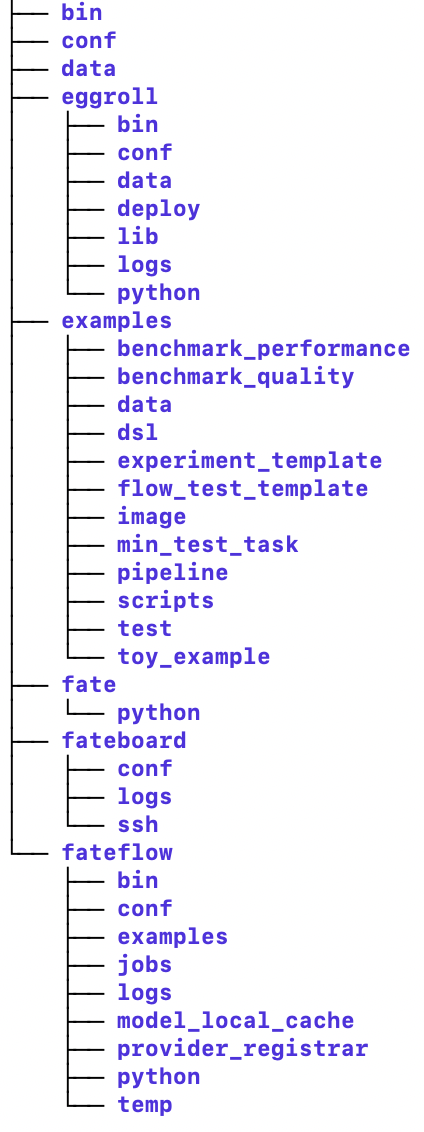 ├── bin
├── conf
├── data
├── eggroll
│   ├── bin
│   ├── conf
│   ├── data
│   ├── deploy
│   ├── lib
│   ├── logs
│   └── python
├── examples
│   ├── benchmark_performance
│   ├── benchmark_quality
│   ├── data
│   ├── dsl
│   ├── experiment_template
│   ├── flow_test_template
│   ├── image
│   ├── min_test_task
│   ├── pipeline
│   ├── scripts
│   ├── test
│   └── toy_example
├── fate
│   └── python
├── fateboard
│   ├── conf
│   ├── logs
│   └── ssh
└── fateflow
    ├── bin
    ├── conf
    ├── examples
    ├── jobs
    ├── logs
    ├── model_local_cache
    ├── provider_registrar
    ├── python
    └── temp